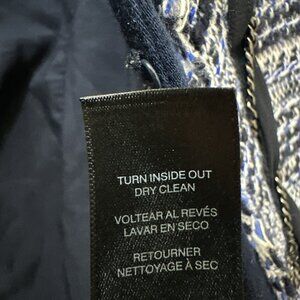 TURN INSIDE OUT
DRY CLEAN
VOLTEAR AL REVÉS
LAVAR EN SECO
RETOURNER
NETTOYAGE À SEC